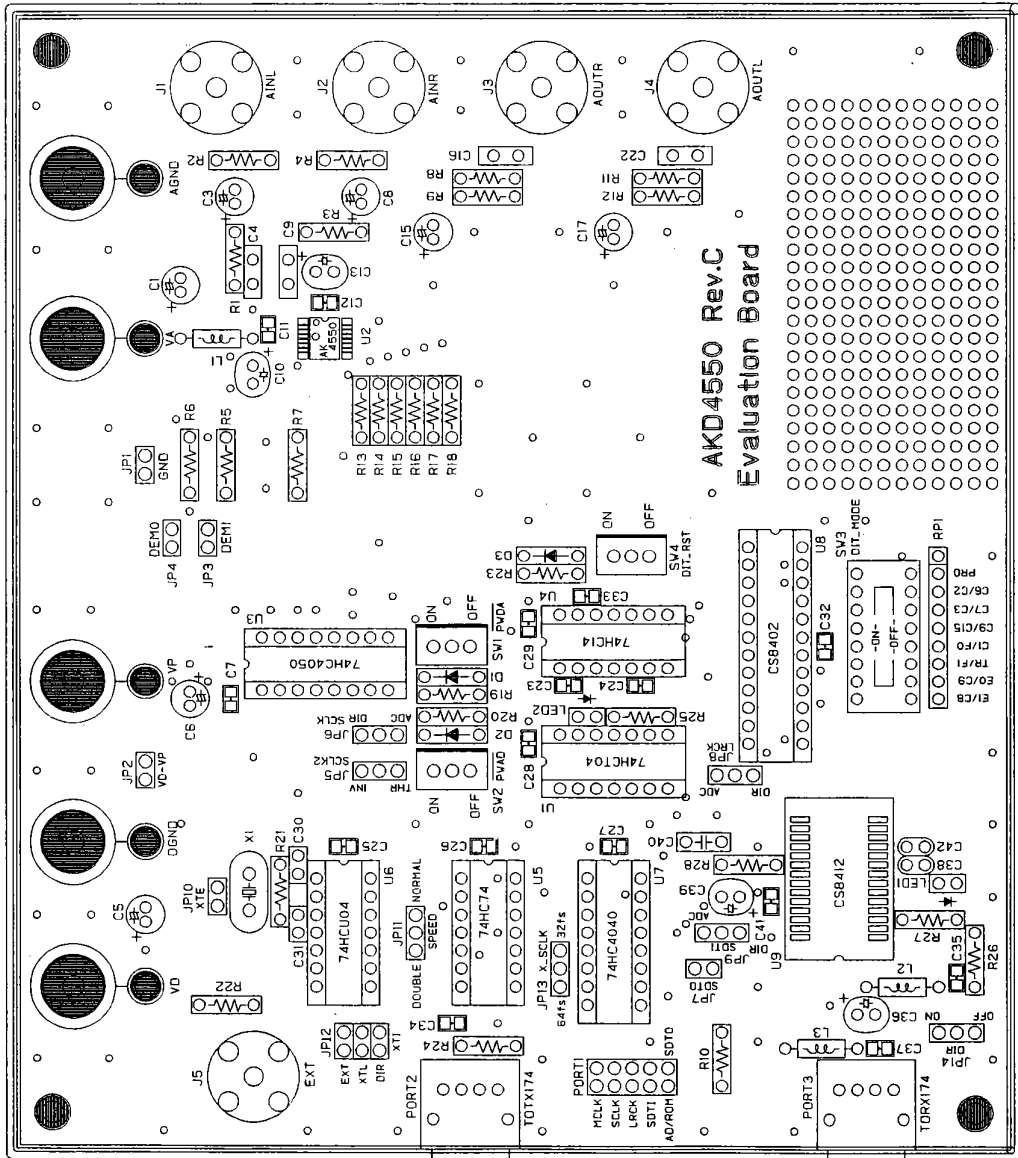 J1
AINL
J2
AINR
J3
AOUTR
J4
AOUTL
AGND
R2
R4
C16
C22
R8
R9
R11
R12
C3
C8
R3
C9
C4
R1
C15
C17
C1
C13
C12
C11
VA
L1
C10
AK
4550
U2
AKD4550 Rev.C
Evaluation Board
R6
R5
R7
R13
R14
R15
R16
R17
R18
JP1
GND
DEM0
JP4
DEM1
JP3
D3
R23
ON
OFF
SW4
DIT_RST
U8
SW3
DIT_MODE
RP1
U3
74HC4050
ON
OFF
SW1
PWDA
U4
74HC14
C33
C29
C23
C24
CS8402
C32
-ON-
-OFF-
PRO
C6/C2
C7/C3
C9/C15
C1/F0
TR/F1
E0/C9
E1/C8
VP
C6
C7
D1
R19
R20
D2
LED2
R25
DIR SCLK ADC
JP6
SCLK2
JP5
INV
THR
ON
OFF
SW2
PWAD
C28
74HCT04
U1
JP8
LRCK
ADC
DIR
JP2
VD-VP
DGND
X1
R21
C30
C25
C26
C27
C40
R28
JP10
XTE
C31
74HCU04
U6
JP11
NORMAL
SPEED
DOUBLE
74HC74
U5
X_SCLK
32fs
JP13
64fs
74HC4040
U7
C39
ADC
SDTI
DIR
JP9
C41
U9
CS8412
C42
C38
LED1
R27
C5
VD
R22
JP7
SDTO
L2
C35
R26
C36
J5
EXT
JP12
EXT
XTL
DIR
XTI
C34
R24
PORT2
TOTX174
PORT1
MCLK
SCLK
LRCK
SDTI
AD/ROM
SDTO
R10
L3
C37
ON
OFF
DIR
JP14
PORT3
TORX174